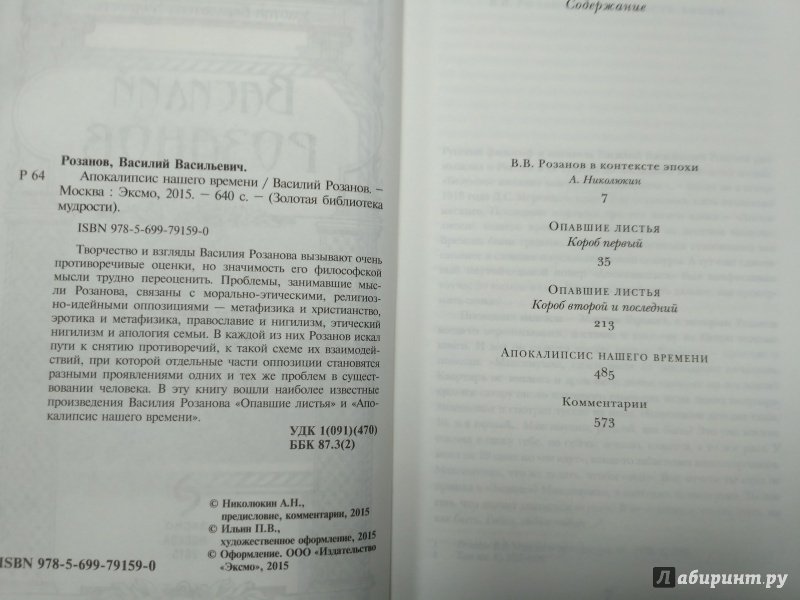 Розанов, Василий Васильевич.
Р 64
Апокалипсис нашего времени / Василий Розанов. –
Москва : Эксмо, 2015. – 640 с. – (Золотая библиотека
мудрости).
ISBN 978-5-699-79159-0
Творчество и взгляды Василия Розанова вызывают очень
противоречивые оценки, но значимость его философской
мысли трудно переоценить. Проблемы, занимавшие мыс-
ли Розанова, связаны с морально-этическими, религиоз-
но-идейными оппозициями — метафизика и христианство,
эротика и метафизика, православие и нигилизм, этический
нигилизм и апология семьи. В каждой из них Розанов искал
пути к снятию противоречий, к такой схеме их взаимодей-
ствий, при которой отдельные части оппозиции становятся
разными проявлениями одних и тех же проблем в сущест-
вовании человека. В эту книгу вошли наиболее известные
произведения Василия Розанова «Опавшие листья» и «Апо-
калипсис нашего времени».
УДК 1(091)(470)
ББК 87.3(2)
© Николюкин А.Н.,
предисловие, комментарии, 2015
© Ильин П.В.,
художественное оформление, 2015
© Оформление. ООО «Издательство
«Эксмо», 2015
ISBN 978-5-699-79159-0
Содержание
В.В. Розанов в контексте эпохи
А. Николюкин
7
Опавшие листья
Короб первый
35
Опавшие листья
Короб второй и последний
213
Апокалипсис нашего времени
485
Комментарии
573
Василий
Розанов
Лабиринт.ру